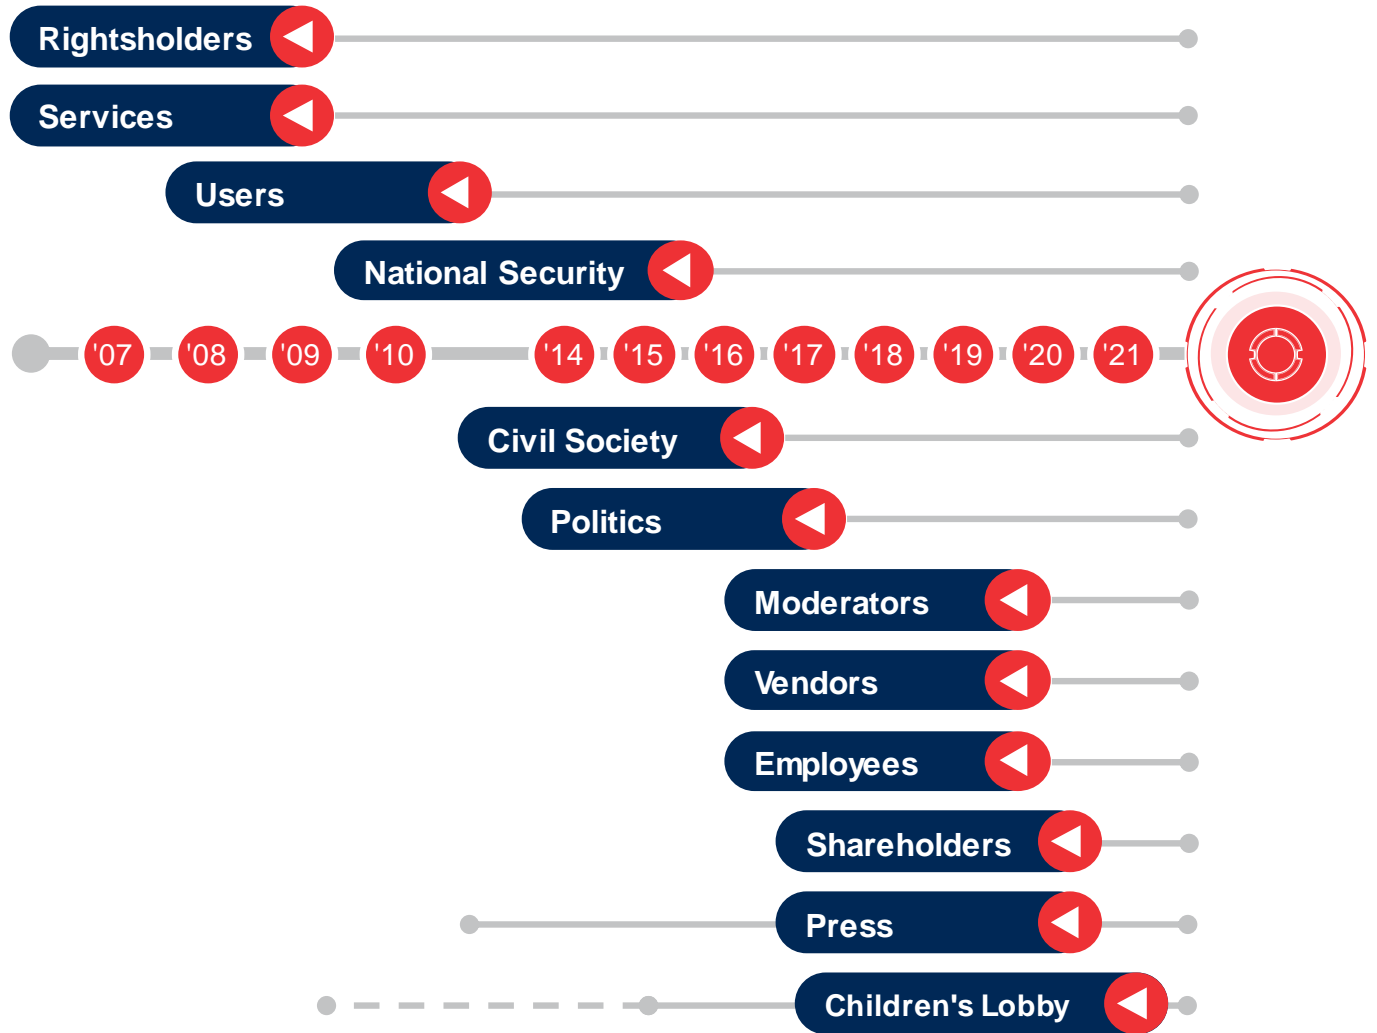 Rightsholders
Services
Users
National Security
'07 '08 '09 '10 '14 '15 '16 '17 '18 '19 '20 '21
Civil Society
Politics
Moderators
Vendors
Employees
Shareholders
Press
Children's Lobby